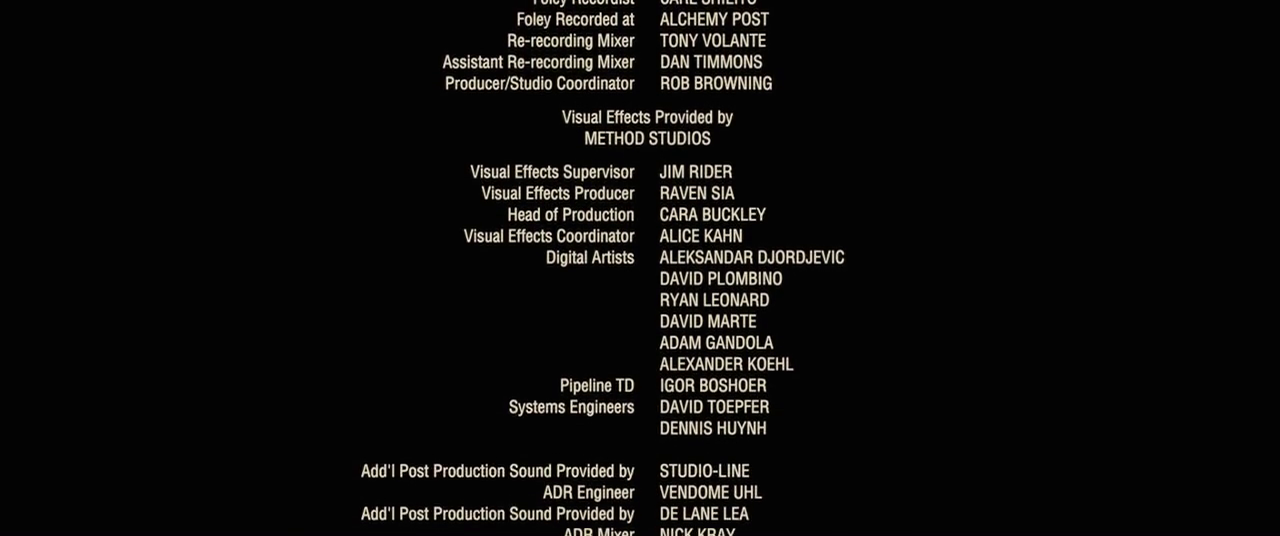 Foley Recorded at ALCHEMY POST
Re-recording Mixer TONY VOLANTE
Assistant Re-recording Mixer DAN TIMMONS
Producer/Studio Coordinator ROB BROWNING
Visual Effects Provided by
METHOD STUDIOS
Visual Effects Supervisor JIM RIDER
Visual Effects Producer RAVEN SIA
Head of Production CARA BUCKLEY
Visual Effects Coordinator ALICE KAHN
Digital Artists ALEKSANDAR DJORDJEVIC
DAVID PLOMBINO
RYAN LEONARD
DAVID MARTE
ADAM GANDOLA
ALEXANDER KOEHL
Pipeline TD IGOR BOSHOER
Systems Engineers DAVID TOEPFER
DENNIS HUYNH
Add'l Post Production Sound Provided by STUDIO-LINE
ADR Engineer VENDOME UHL
Add'l Post Production Sound Provided by DE LANE LEA
ADR Mixer NICK KRAY